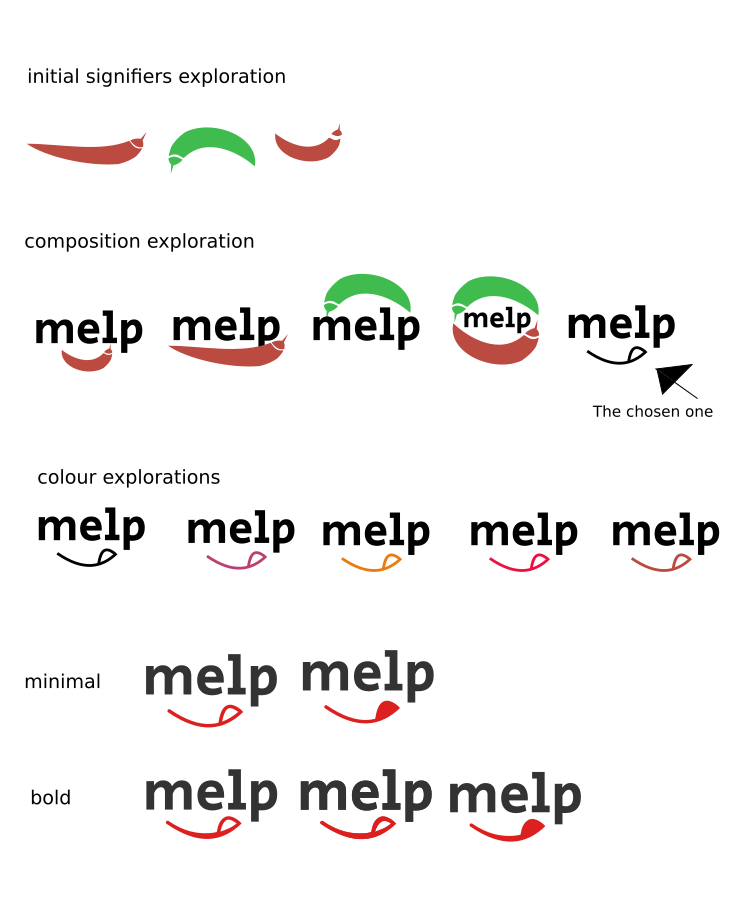 initial signifiers exploration
composition exploration
melp melp melp melp melp
The chosen one
colour explorations
melp melp melp melp melp
minimal melp melp
bold melp melp melp